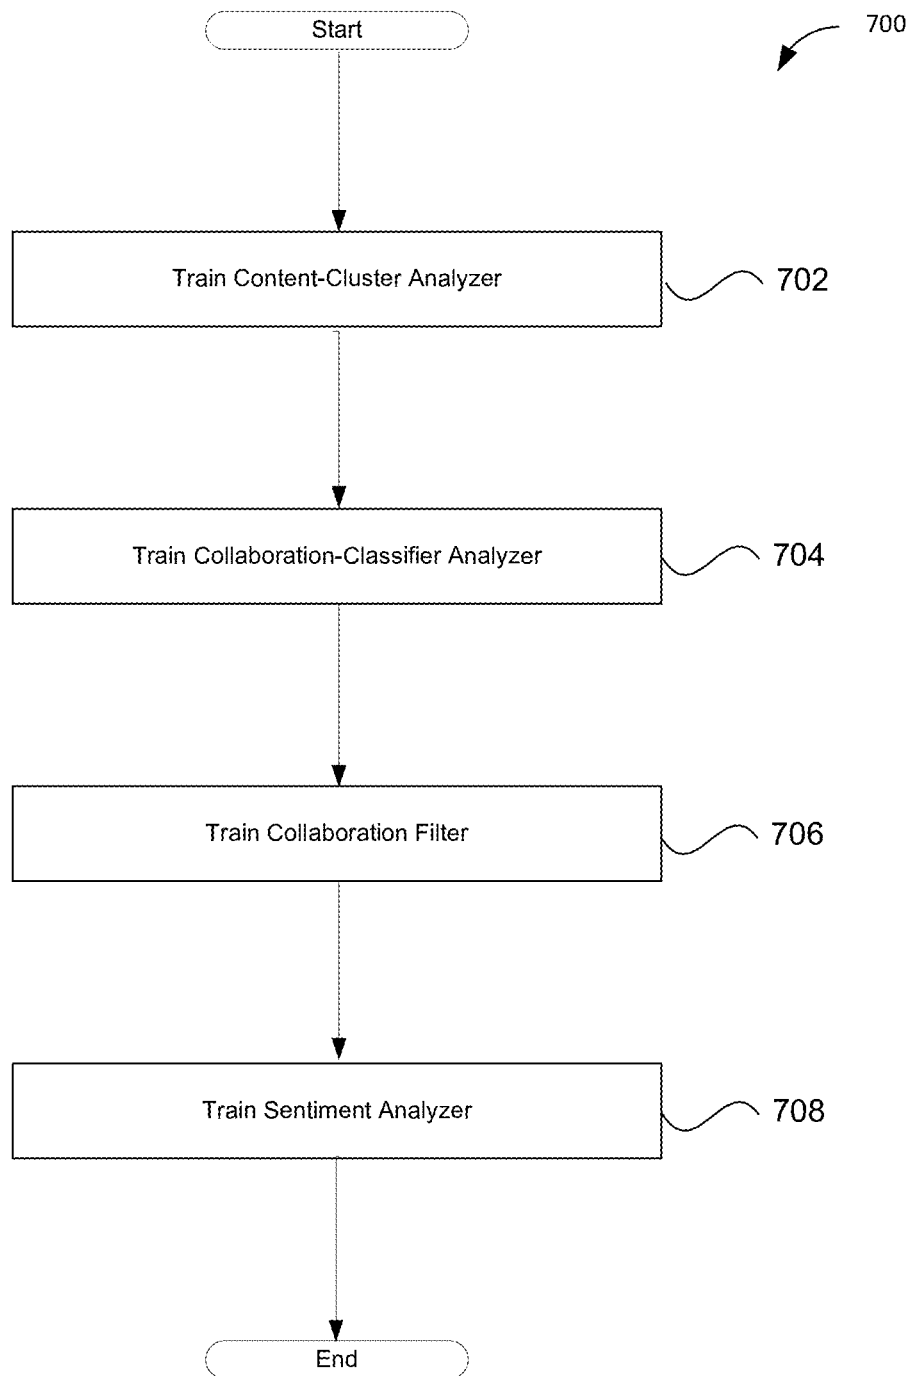 Start
700
Train Content-Cluster Analyzer
702
Train Collaboration-Classifier Analyzer
704
Train Collaboration Filter
706
Train Sentiment Analyzer
708
End